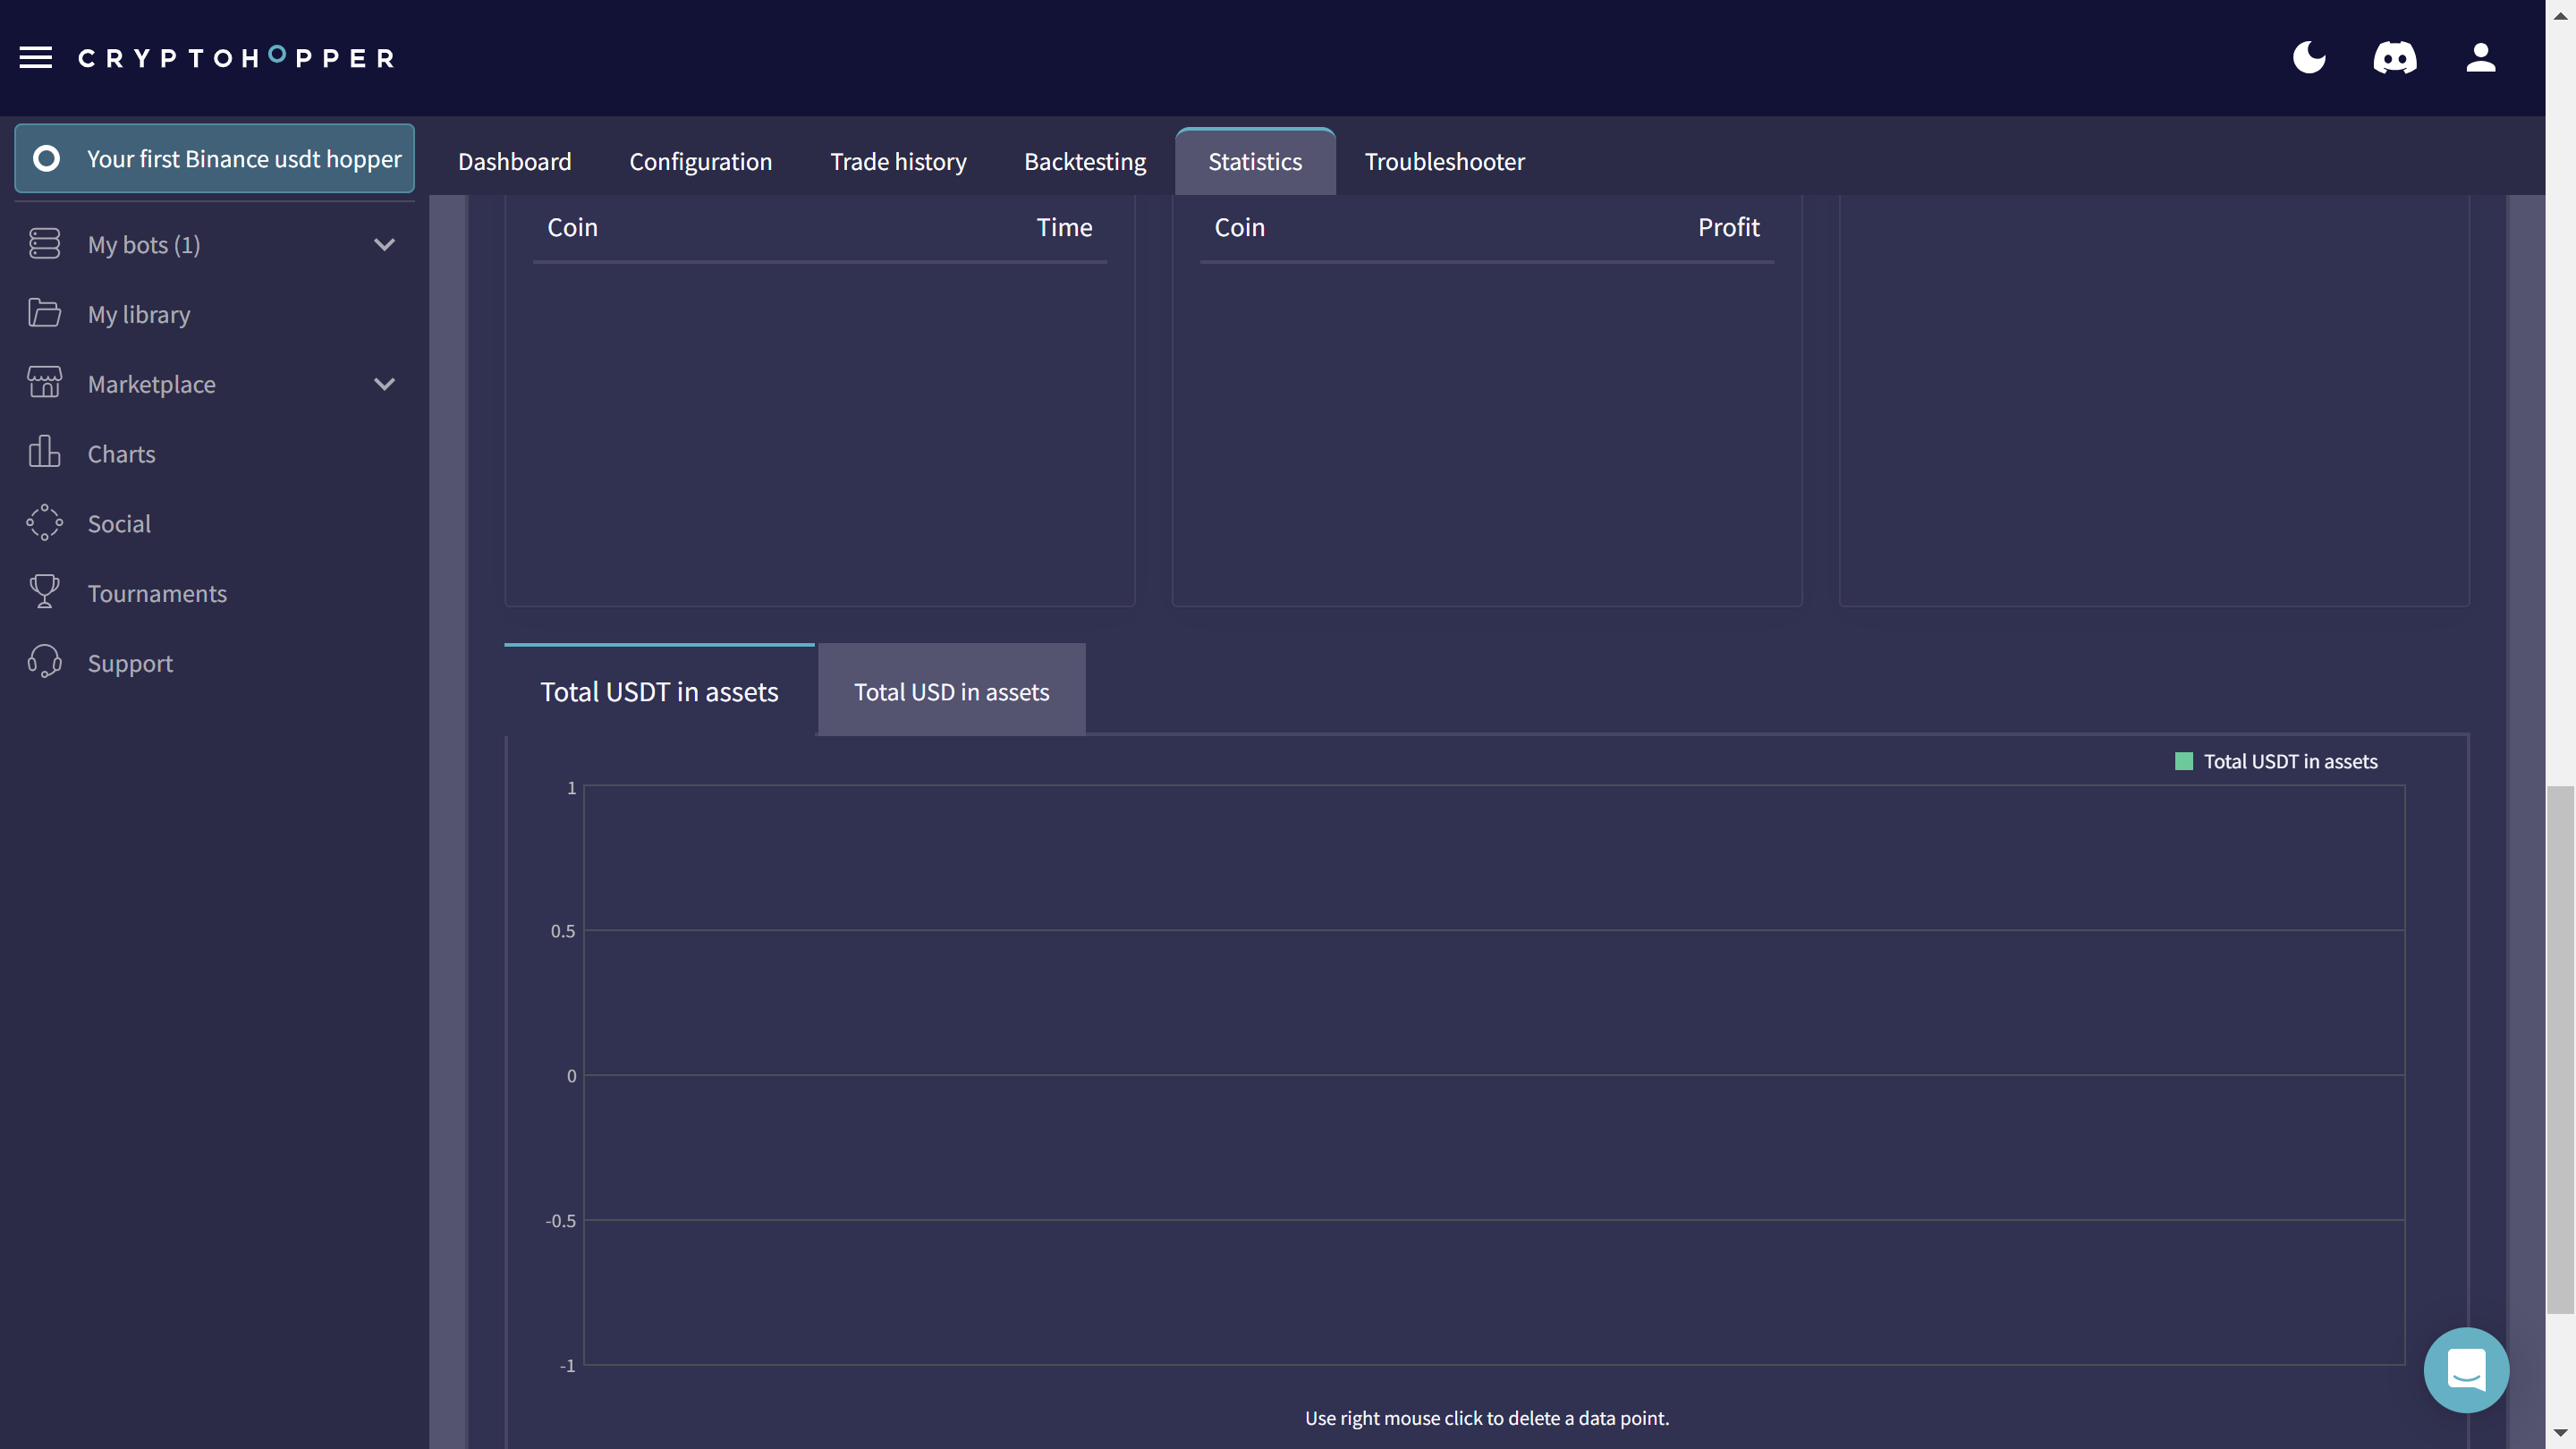 CRYPTOHOPPER
Your first Binance usdt hopper
Dashboard
Configuration
Trade history
Backtesting
Statistics
Troubleshooter
My bots (1)
My library
Marketplace
Charts
Social
Tournaments
Support
Coin
Time
Coin
Profit
Total USDT in assets
Total USD in assets
Total USDT in assets
1
0.5
0
-0.5
-1
Use right mouse click to delete a data point.